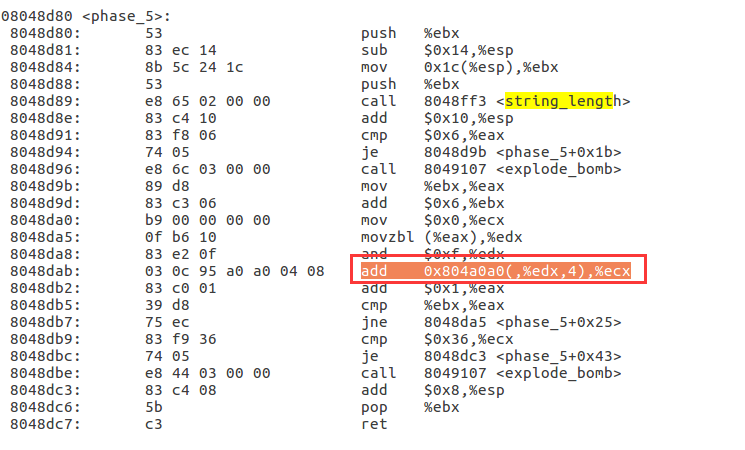 08048d80 <phase_5>:
8048d80: 53 push %ebx
8048d81: 83 ec 14 sub $0x14,%esp
8048d84: 8b 5c 24 1c mov 0x1c(%esp),%ebx
8048d88: 53 push %ebx
8048d89: e8 65 02 00 00 call 8048ff3 <string_length>
8048d8e: 83 c4 10 add $0x10,%esp
8048d91: 83 f8 06 cmp $0x6,%eax
8048d94: 74 05 je 8048d9b <phase_5+0x1b>
8048d96: e8 6c 03 00 00 call 8049107 <explode_bomb>
8048d9b: 89 d8 mov %ebx,%eax
8048d9d: 83 c3 06 add $0x6,%ebx
8048da0: b9 00 00 00 00 mov $0x0,%ecx
8048da5: 0f b6 10 movzbl (%eax),%edx
8048da8: 83 e2 0f and $0xf,%edx
8048dab: 03 0c 95 a0 a0 04 08 add 0x804a0a0(,%edx,4),%ecx
8048db2: 83 c0 01 add $0x1,%eax
8048db5: 39 d8 cmp %ebx,%eax
8048db7: 75 ec jne 8048da5 <phase_5+0x25>
8048db9: 83 f9 36 cmp $0x36,%ecx
8048dbc: 74 05 je 8048dc3 <phase_5+0x43>
8048dbe: e8 44 03 00 00 call 8049107 <explode_bomb>
8048dc3: 83 c4 08 add $0x8,%esp
8048dc6: 5b pop %ebx
8048dc7: c3 ret